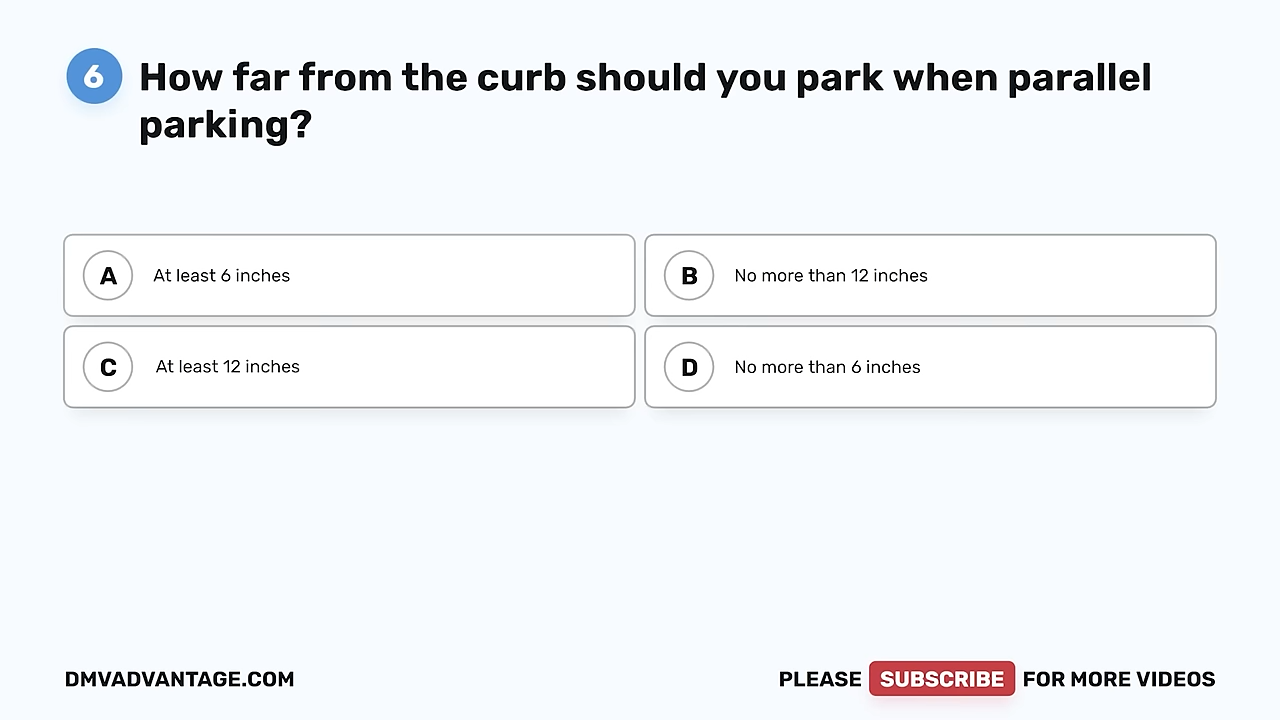 6 How far from the curb should you park when parallel
parking?
A At least 6 inches
B No more than 12 inches
C At least 12 inches
D No more than 6 inches
DMVADVANTAGE.COM
PLEASE SUBSCRIBE FOR MORE VIDEOS